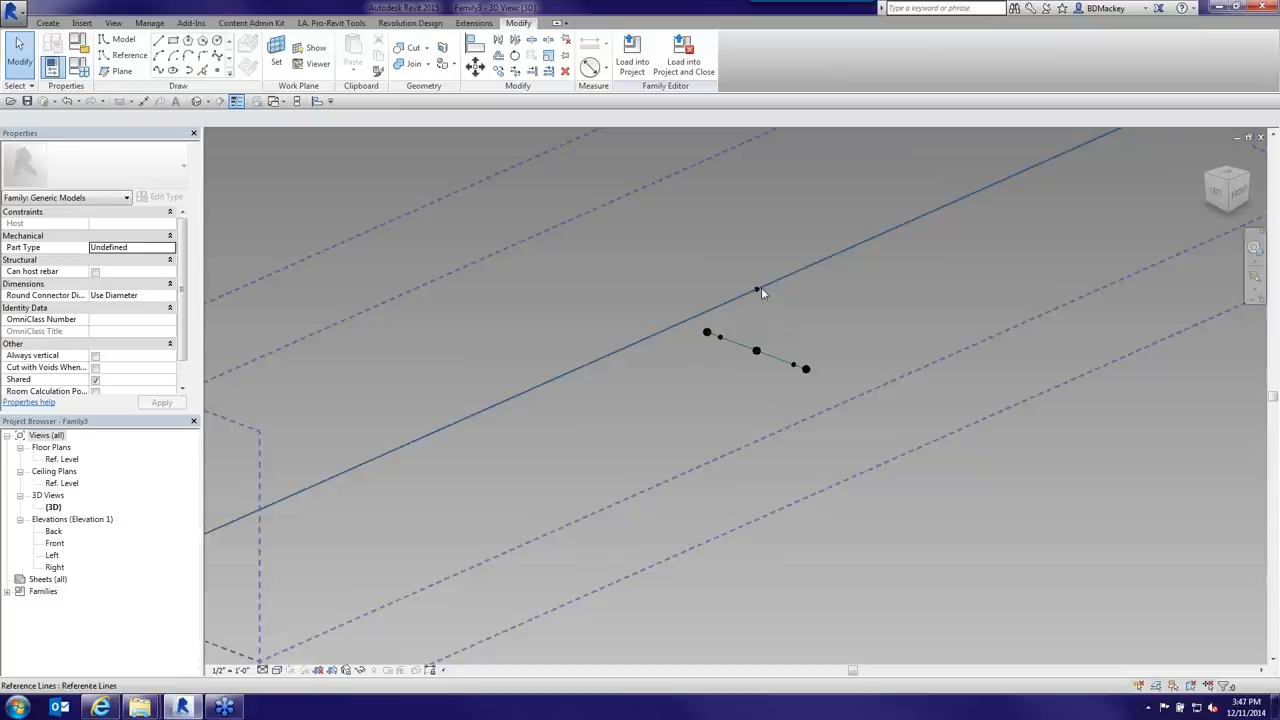 Autodesk Revit 2015 - Family3 - 3D View: {3D}
Type a keyword or phrase
BDMackey
Create Insert View Manage Add-Ins Content Admin Kit LA. Pro-Revit Tools Revolution Design Extensions Modify
Modify
Model
Reference
Plane
Set
Show
Viewer
Paste
Cut
Join
Load into
Project
Load into
Project and Close
Select Properties Draw Work Plane Clipboard Geometry Modify Measure Family Editor
Properties
Family: Generic Models
Edit Type
Constraints
Host
Mechanical
Part Type Undefined
Structural
Can host rebar
Dimensions
Round Connector Di... Use Diameter
Identity Data
OmniClass Number
OmniClass Title
Other
Always vertical
Cut with Voids When...
Shared
Room Calculation Po...
Properties help
Apply
Project Browser - Family3
Views (all)
Floor Plans
Ref. Level
Ceiling Plans
Ref. Level
3D Views
{3D}
Elevations (Elevation 1)
Back
Front
Left
Right
Sheets (all)
Families
LEFT
FRONT
1/2" = 1'-0"
Reference Lines : Reference Lines
:0
3:47 PM
12/11/2014